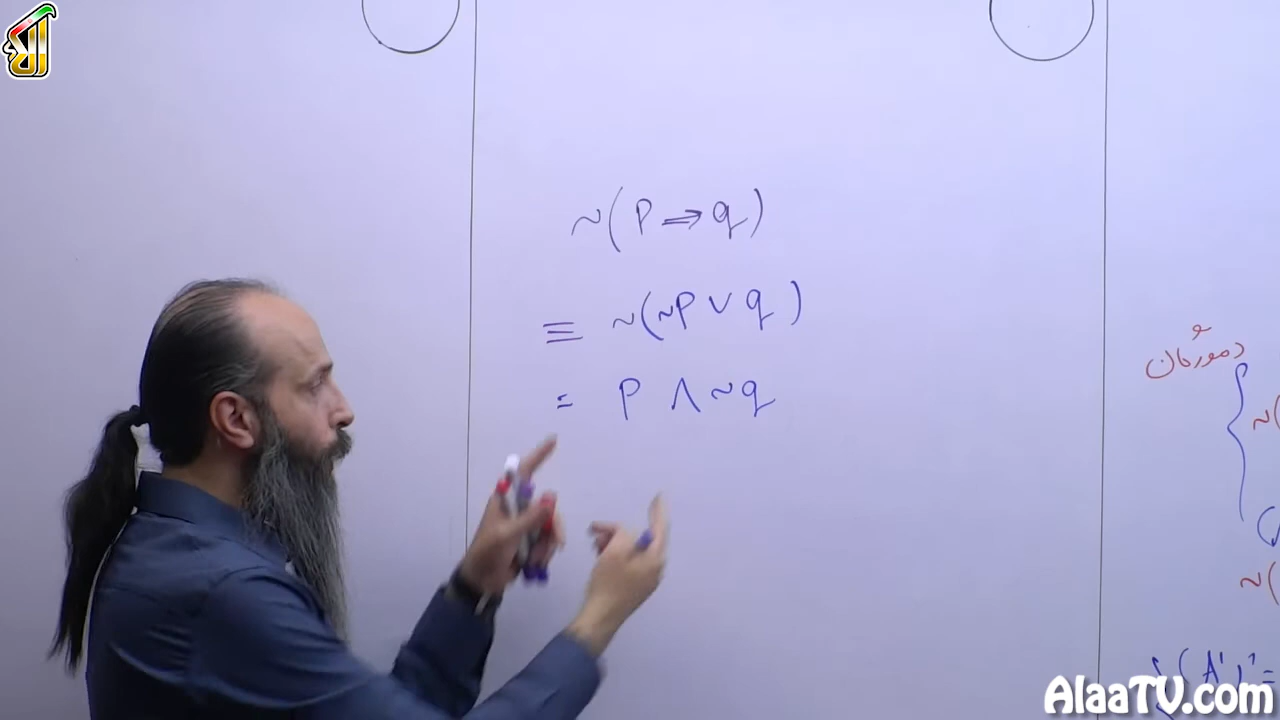 ~(P ⇒ q)
≡ ~(~P ∨ q)
= P ∧ ~q
دمورگان
~(
~(
(A')' =
AlaaTV.com